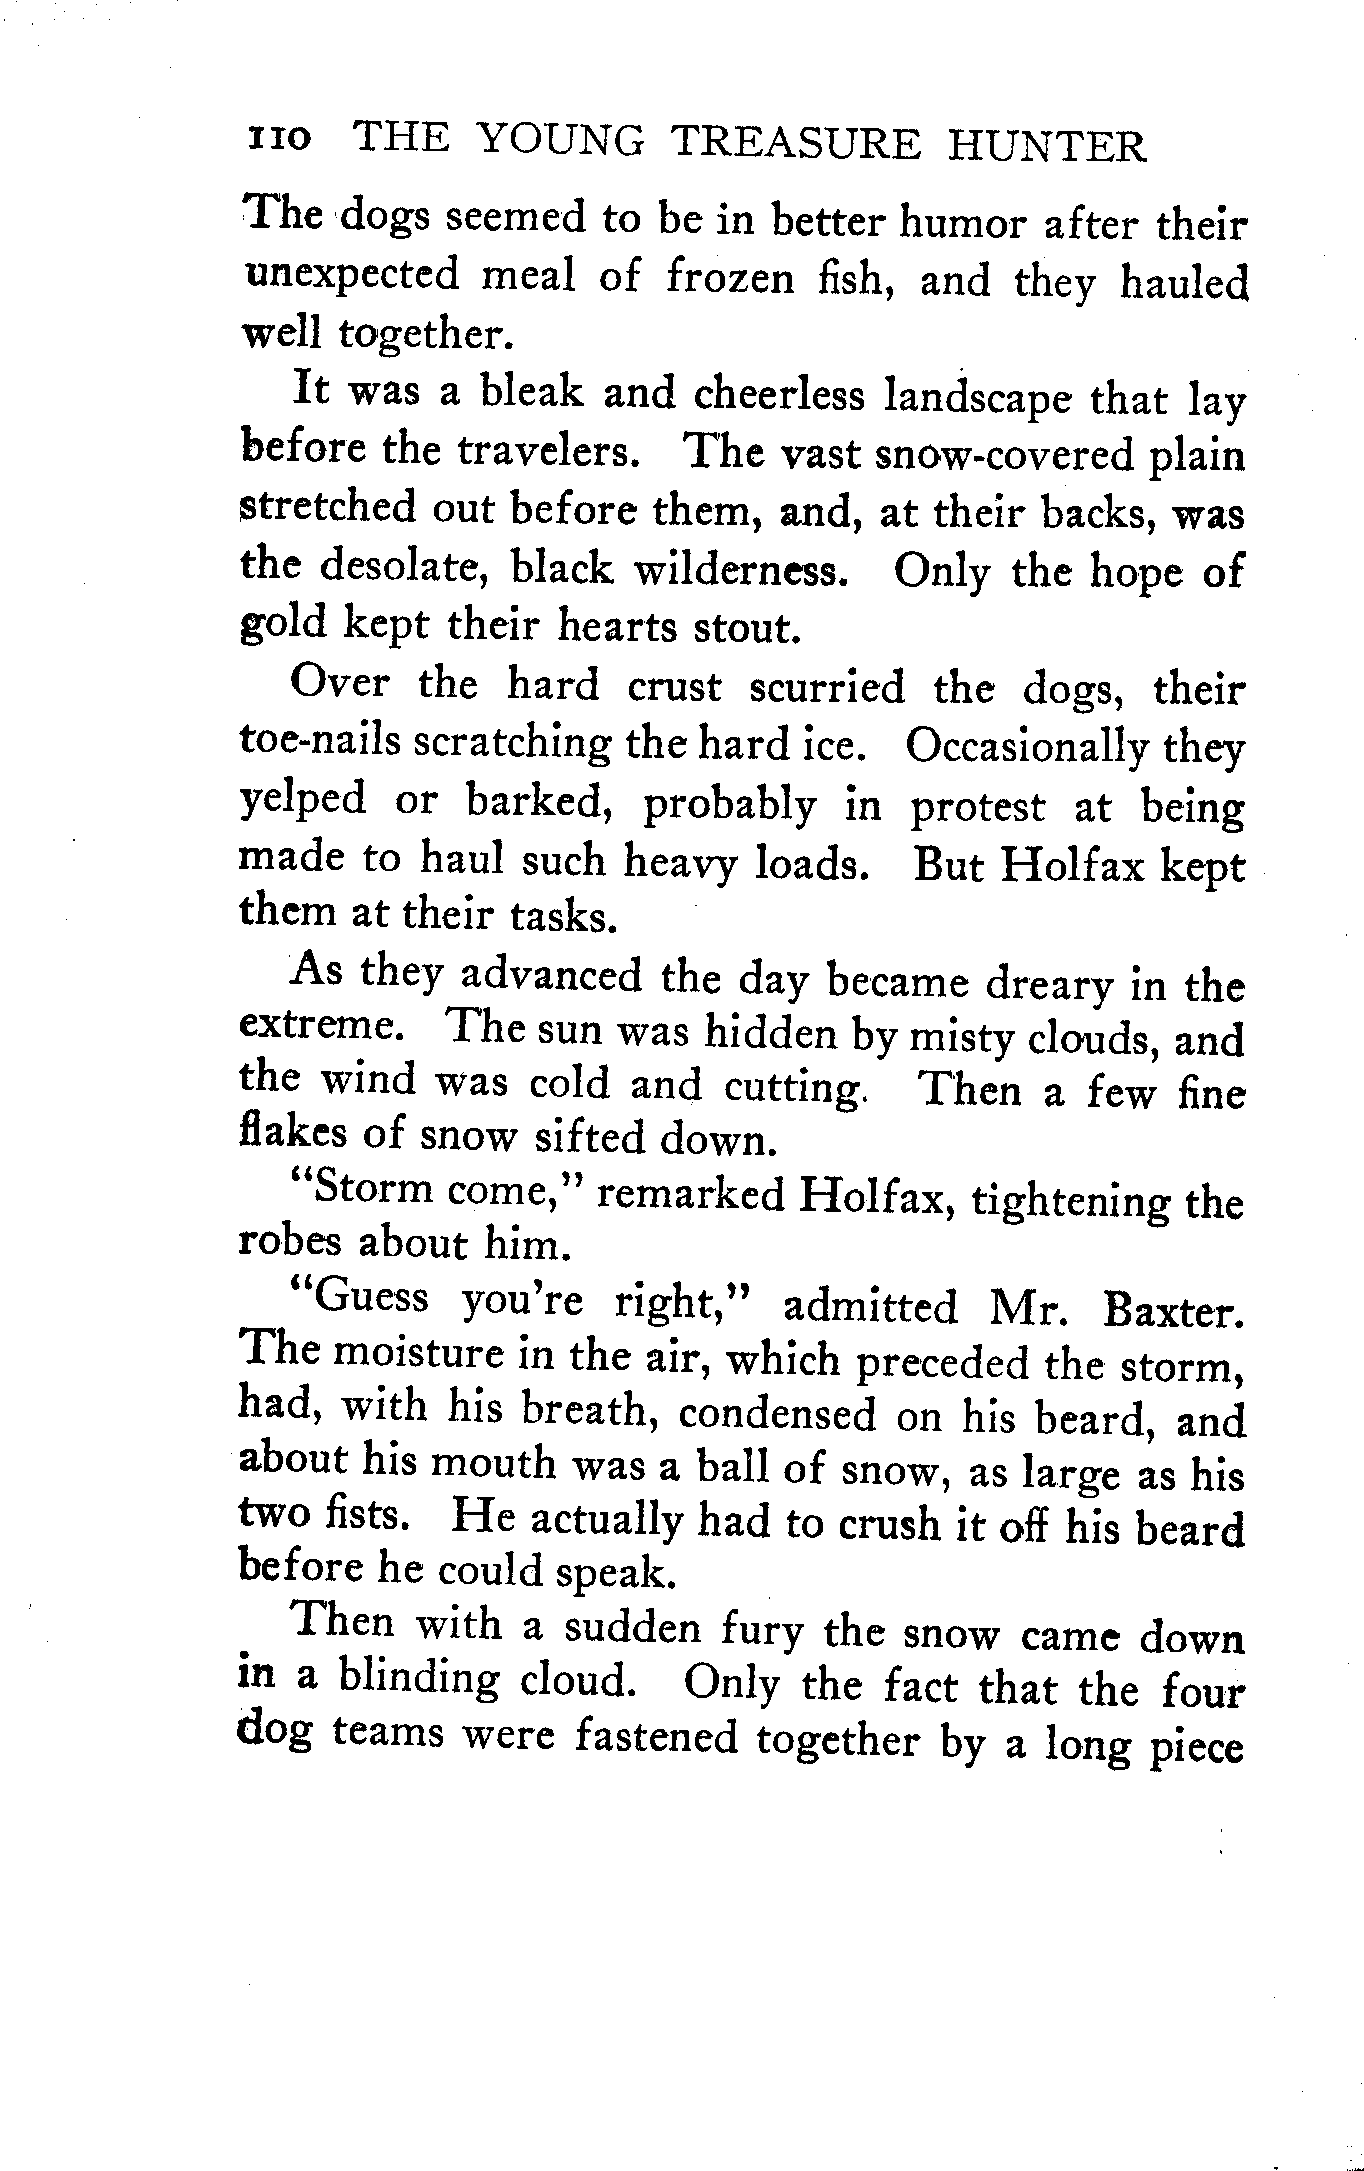 110 THE YOUNG TREASURE HUNTER
The dogs seemed to be in better humor after their
unexpected meal of frozen fish, and they hauled
well together.
It was a bleak and cheerless landscape that lay
before the travelers. The vast snow-covered plain
stretched out before them, and, at their backs, was
the desolate, black wilderness. Only the hope of
gold kept their hearts stout.
Over the hard crust scurried the dogs, their
toe-nails scratching the hard ice. Occasionally they
yelped or barked, probably in protest at being
made to haul such heavy loads. But Holfax kept
them at their tasks.
As they advanced the day became dreary in the
extreme. The sun was hidden by misty clouds, and
the wind was cold and cutting. Then a few fine
flakes of snow sifted down.
"Storm come," remarked Holfax, tightening the
robes about him.
"Guess you're right," admitted Mr. Baxter.
The moisture in the air, which preceded the storm,
had, with his breath, condensed on his beard, and
about his mouth was a ball of snow, as large as his
two fists. He actually had to crush it off his beard
before he could speak.
Then with a sudden fury the snow came down
in a blinding cloud. Only the fact that the four
dog teams were fastened together by a long piece